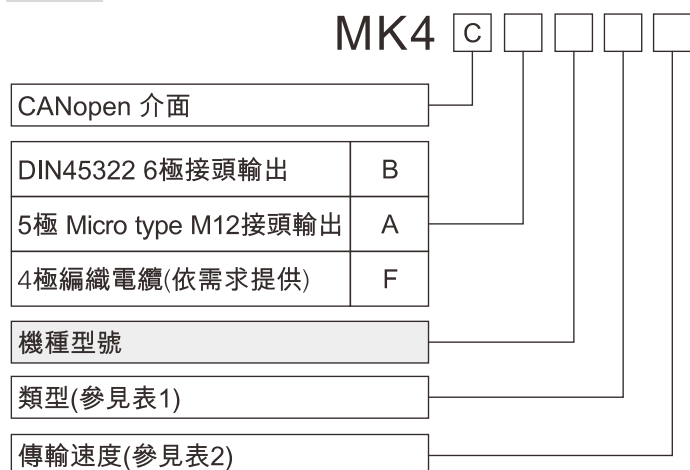 MK4 C
CANopen 介面
DIN45322 6極接頭輸出 B
5極 Micro type M12接頭輸出 A
4極編織電纜(依需求提供) F
機種型號
類型(參見表1)
傳輸速度(參見表2)